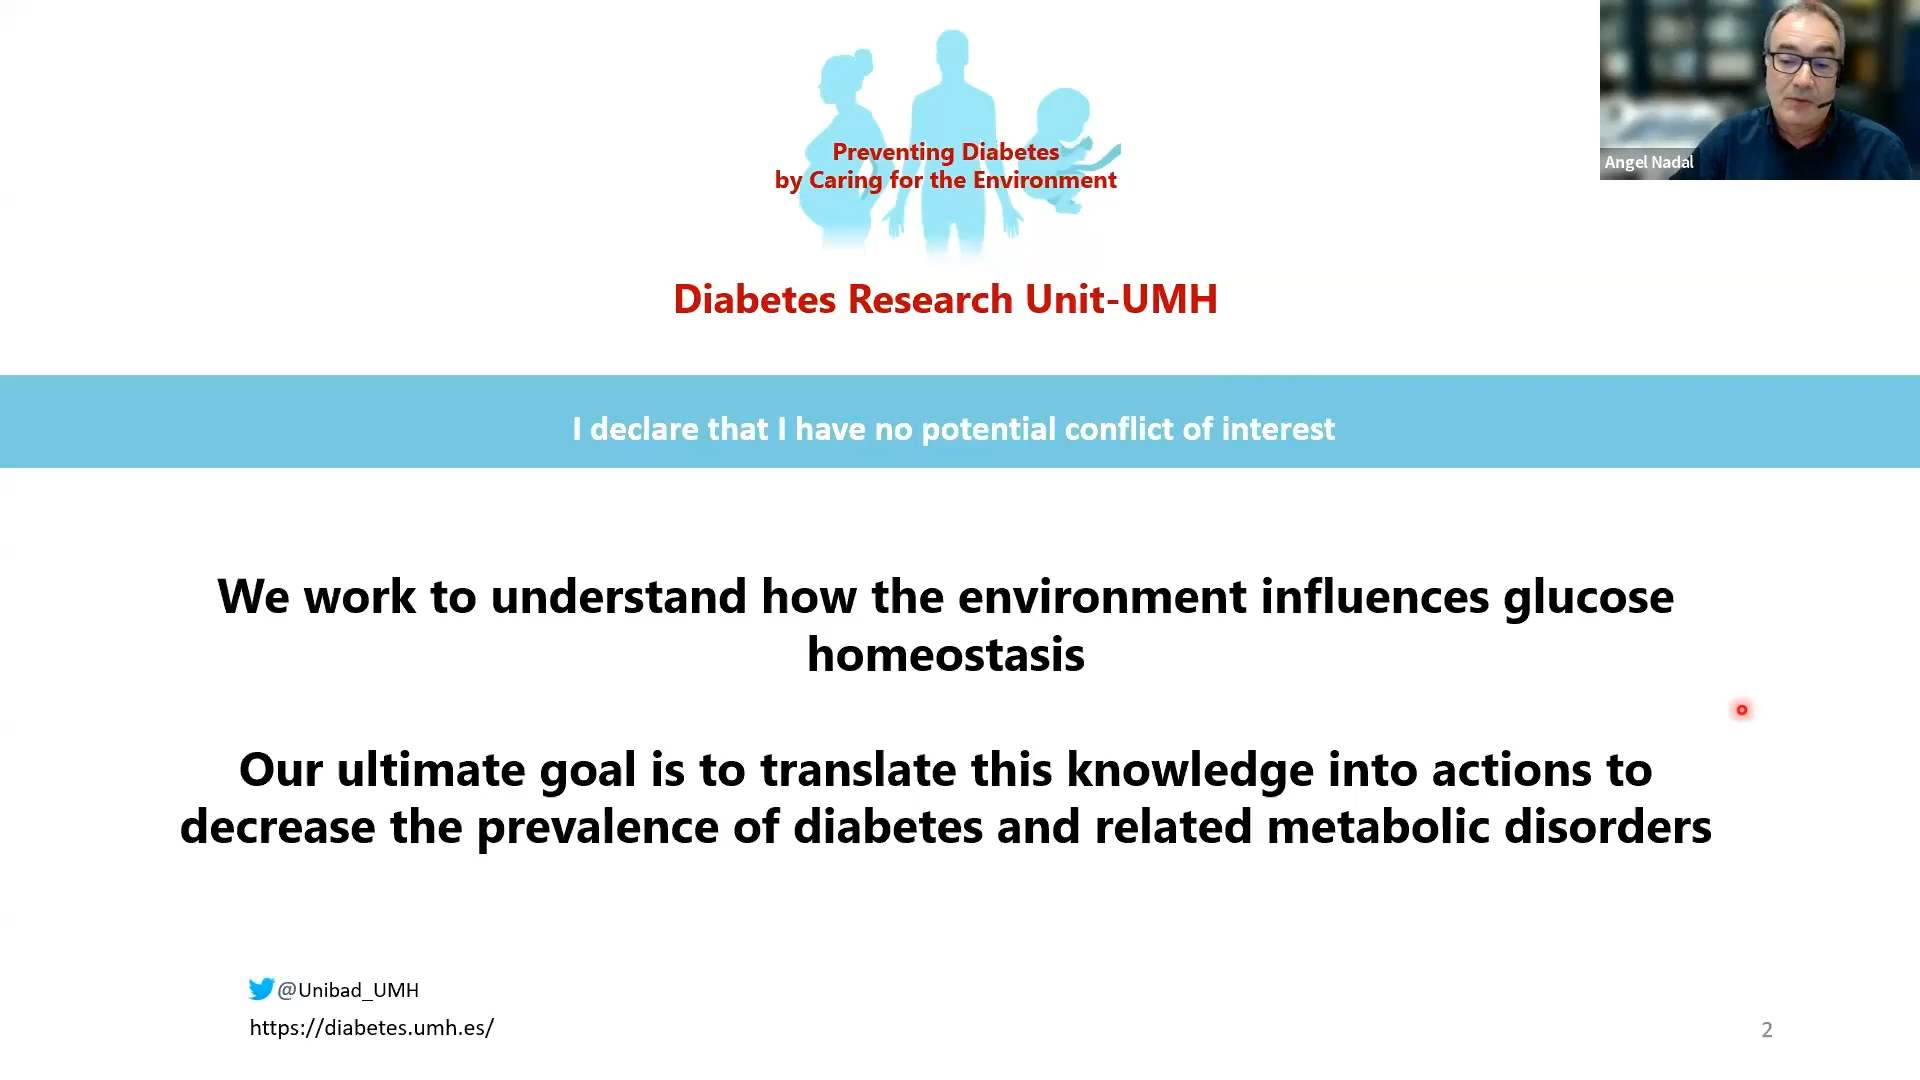 Preventing Diabetes
by Caring for the Environment
Angel Nadal
Diabetes Research Unit-UMH
I declare that I have no potential conflict of interest
We work to understand how the environment influences glucose
homeostasis
Our ultimate goal is to translate this knowledge into actions to
decrease the prevalence of diabetes and related metabolic disorders
@Unibad_UMH
https://diabetes.umh.es/
2